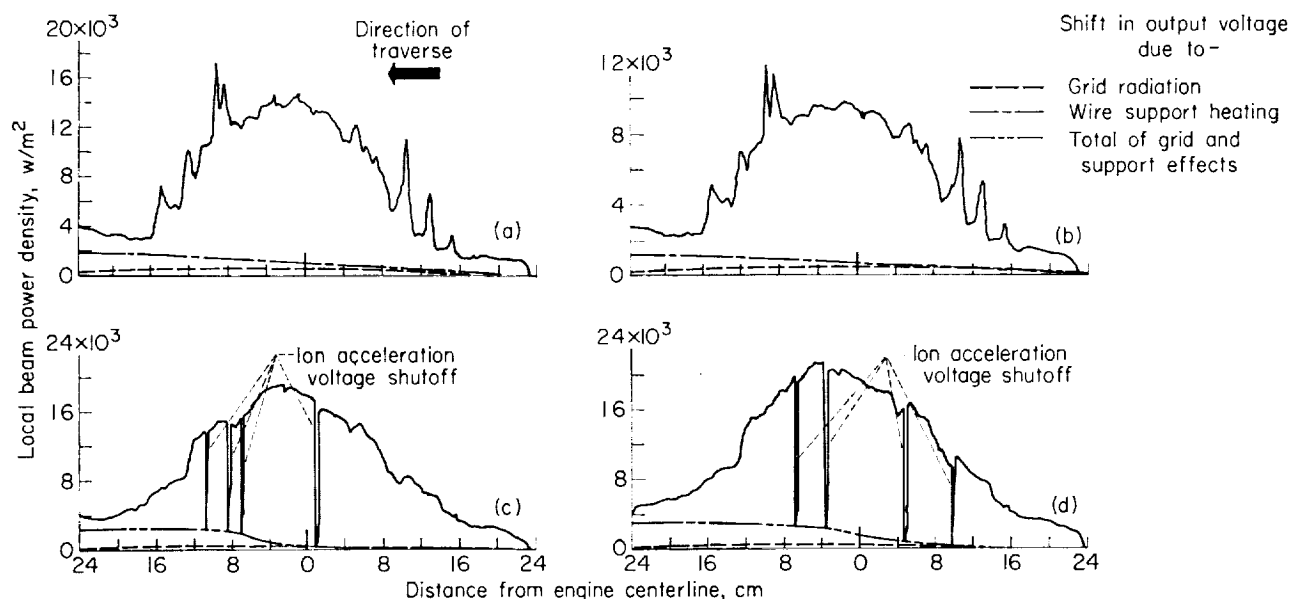 Shift in output voltage
due to-
Grid radiation
Wire support heating
Total of grid and
support effects
Local beam power density, w/m²
20×10³
16
12
8
4
0
Direction of
traverse
(a)
12×10³
8
4
0
(b)
24×10³
16
8
0
Ion acceleration
voltage shutoff
(c)
24 16 8 0 8 16 24
24×10³
16
8
0
Ion acceleration
voltage shutoff
(d)
24 16 8 0 8 16 24
Distance from engine centerline, cm